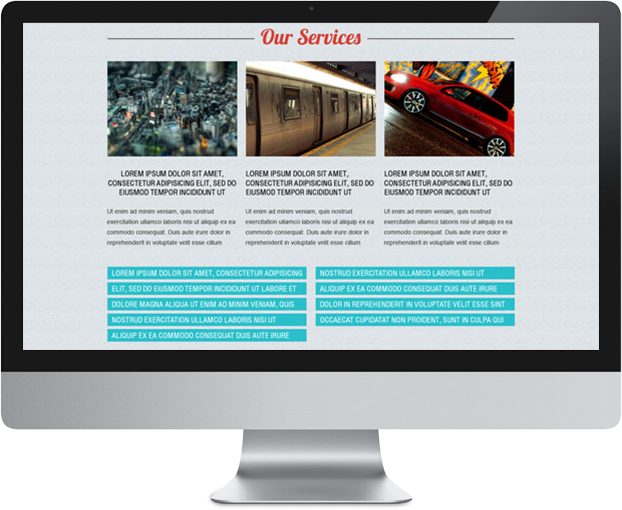 Our Services
LOREM IPSUM DOLOR SIT AMET,
CONSECTETUR ADIPISICING ELIT, SED DO
EIUSMOD TEMPOR INCIDIDUNT UT
Ut enim ad minim veniam, quis nostrud
exercitation ullamco laboris nisi ut aliquip ex ea
commodo consequat. Duis aute irure dolor in
reprehenderit in voluptate velit esse cillum
LOREM IPSUM DOLOR SIT AMET,
CONSECTETUR ADIPISICING ELIT, SED DO
EIUSMOD TEMPOR INCIDIDUNT UT
Ut enim ad minim veniam, quis nostrud
exercitation ullamco laboris nisi ut aliquip ex ea
commodo consequat. Duis aute irure dolor in
reprehenderit in voluptate velit esse cillum
LOREM IPSUM DOLOR SIT AMET,
CONSECTETUR ADIPISICING ELIT, SED DO
EIUSMOD TEMPOR INCIDIDUNT UT
Ut enim ad minim veniam, quis nostrud
exercitation ullamco laboris nisi ut aliquip ex ea
commodo consequat. Duis aute irure dolor in
reprehenderit in voluptate velit esse cillum
LOREM IPSUM DOLOR SIT AMET, CONSECTETUR ADIPISICING
ELIT, SED DO EIUSMOD TEMPOR INCIDIDUNT UT LABORE ET
DOLORE MAGNA ALIQUA UT ENIM AD MINIM VENIAM, QUIS
NOSTRUD EXERCITATION ULLAMCO LABORIS NISI UT
ALIQUIP EX EA COMMODO CONSEQUAT DUIS AUTE IRURE
NOSTRUD EXERCITATION ULLAMCO LABORIS NISI UT
ALIQUIP EX EA COMMODO CONSEQUAT DUIS AUTE IRURE
DOLOR IN REPREHENDERIT IN VOLUPTATE VELIT ESSE SINT
OCCAECAT CUPIDATAT NON PROIDENT, SUNT IN CULPA QUI